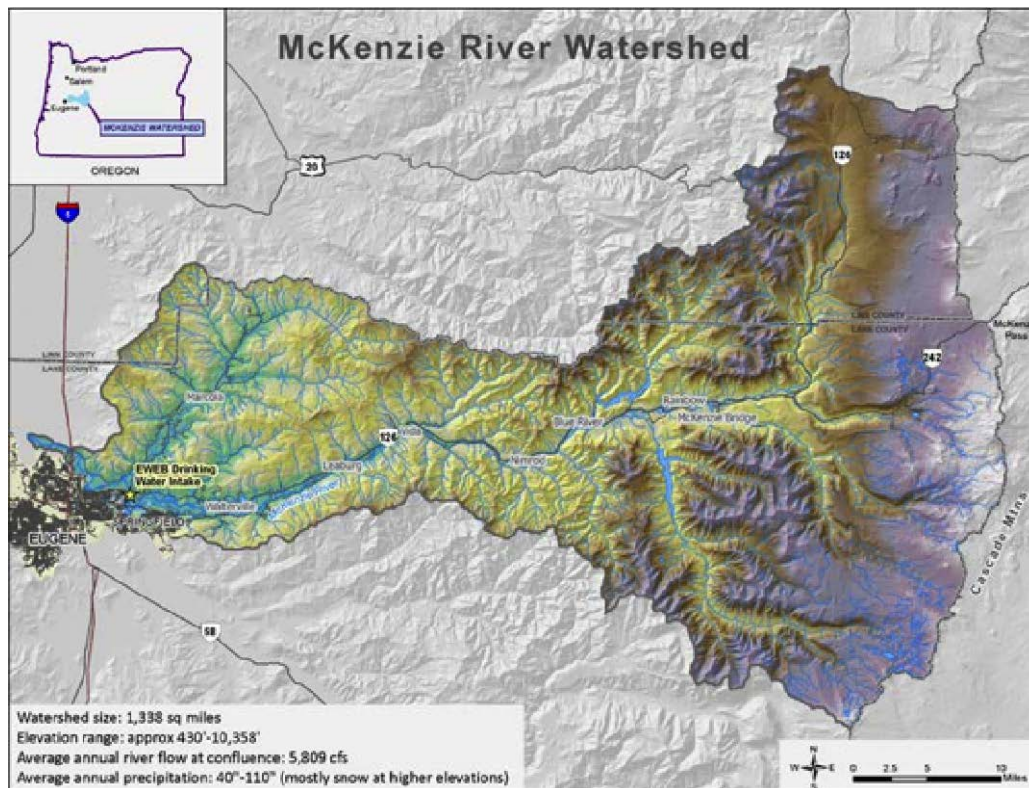 McKenzie River Watershed
Portland
Salem
Eugene
MCKENZIE WATERSHED
OREGON
20
126
5
LINN COUNTY
LANE COUNTY
McKenzie
Pass
242
LINN COUNTY
LANE COUNTY
Marcola
Rainbow
McKenzie Bridge
Blue River
126
Vida
Nimrod
Leaburg
EWEB Drinking
Water Intake
Walterville
McKenzie River
SPRINGFIELD
EUGENE
Cascade Mtns
58
Watershed size: 1,338 sq miles
Elevation range: approx 430'-10,358'
Average annual river flow at confluence: 5,809 cfs
Average annual precipitation: 40"-110" (mostly snow at higher elevations)
N
W E
S
0 2.5 5 10
Miles